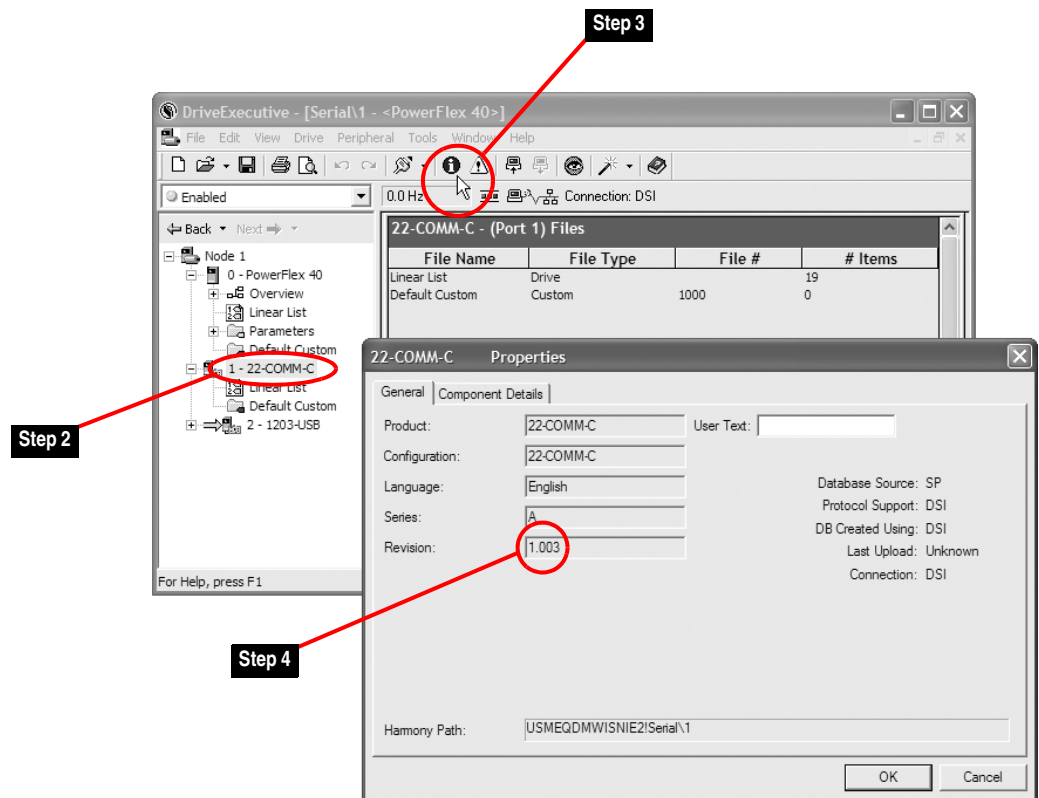 Step 3
DriveExecutive - [Serial\1 - <PowerFlex 40>]
File Edit View Drive Peripheral Tools Window Help
Enabled
0.0 Hz
Connection: DSI
Back Next
22-COMM-C - (Port 1) Files
File Name File Type File # # Items
Linear List Drive 19
Default Custom Custom 1000 0
Node 1
0 - PowerFlex 40
Overview
Linear List
Parameters
Default Custom
1 - 22-COMM-C
Linear List
Default Custom
2 - 1203-USB
For Help, press F1
Step 2
22-COMM-C Properties
General Component Details
Product: 22-COMM-C User Text:
Configuration: 22-COMM-C
Language: English Database Source: SP
Series: A Protocol Support: DSI
DB Created Using: DSI
Revision: 1.003 Last Upload: Unknown
Connection: DSI
Step 4
Harmony Path: USMEQDMWISNIE2!Serial\1
OK Cancel